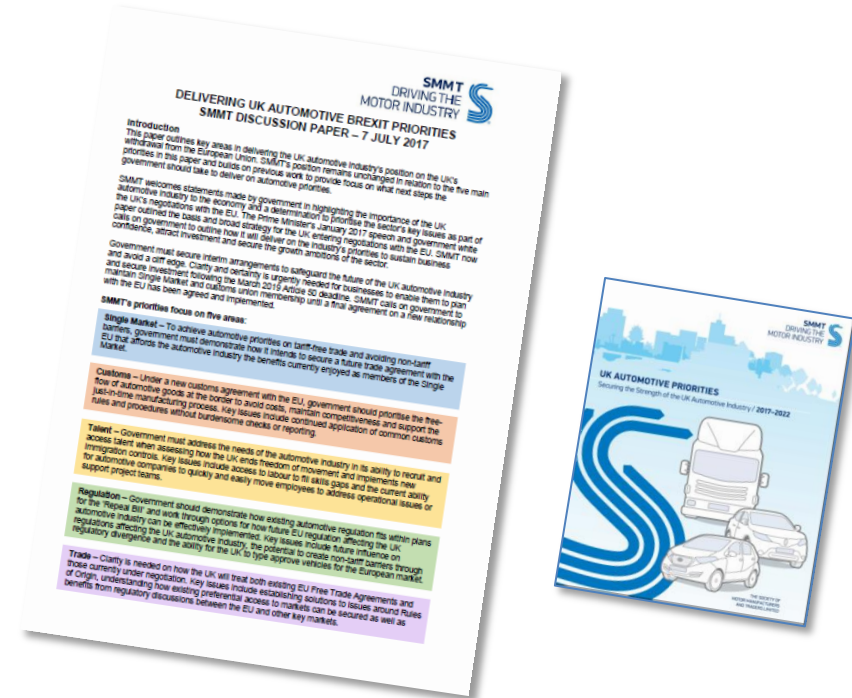 SMMT
DRIVING THE
MOTOR INDUSTRY
DELIVERING UK AUTOMOTIVE BREXIT PRIORITIES
SMMT DISCUSSION PAPER – 7 JULY 2017
Introduction
This paper outlines key areas in delivering the UK automotive industry's position on the UK's
withdrawal from the European Union. SMMT's position remains unchanged in relation to the five main
priorities in this paper and builds on previous work to provide focus on what next steps the
government should take to deliver on automotive priorities.
SMMT welcomes statements made by government in highlighting the importance of the UK
automotive industry to the economy and a determination to prioritise the sector's key issues as part of
the UK's negotiations with the EU. The Prime Minister's January 2017 speech and government white
paper outlined the basis and broad strategy for the UK entering negotiations with the EU. SMMT now
calls on government to outline how it will deliver on the industry's priorities to sustain business
confidence, attract investment and secure the growth ambitions of the sector.
Government must secure interim arrangements to safeguard the future of the UK automotive industry
and avoid a cliff edge. Clarity and certainty is urgently needed for businesses to enable them to plan
and secure investment following the March 2019 Article 50 deadline. SMMT calls on government to
maintain Single Market and customs union membership until a final agreement on a new relationship
with the EU has been agreed and implemented.
SMMT's priorities focus on five areas:
Single Market – To achieve automotive priorities on tariff-free trade and avoiding non-tariff
barriers, government must demonstrate how it intends to secure a future trade agreement with the
EU that affords the automotive industry the benefits currently enjoyed as members of the Single
Market.
Customs – Under a new customs agreement with the EU, government should prioritise the free-
flow of automotive goods at the border to avoid costs, maintain competitiveness and support the
just-in-time manufacturing process. Key issues include continued application of common customs
rules and procedures without burdensome checks or reporting.
Talent – Government must address the needs of the automotive industry in its ability to recruit and
access talent when assessing how the UK ends freedom of movement and implements new
immigration controls. Key issues include access to labour to fill skills gaps and the current ability
for automotive companies to quickly and easily move employees to address operational issues or
support project teams.
Regulation – Government should demonstrate how existing automotive regulation fits within plans
for the 'Repeal Bill' and work through options for how future EU regulation affecting the UK
automotive industry can be effectively implemented. Key issues include future influence on
regulations affecting the UK automotive industry, the potential to create non-tariff barriers through
regulatory divergence and the ability for the UK to type approve vehicles for the European market.
Trade – Clarity is needed on how the UK will treat both existing EU Free Trade Agreements and
those currently under negotiation. Key issues include establishing solutions to issues around Rules
of Origin, understanding how existing preferential access to markets can be secured as well as
benefits from regulatory discussions between the EU and other key markets.
SMMT
DRIVING THE
MOTOR INDUSTRY
UK AUTOMOTIVE PRIORITIES
Securing the Strength of the UK Automotive Industry / 2017-2022
THE SOCIETY OF
MOTOR MANUFACTURERS
AND TRADERS LIMITED